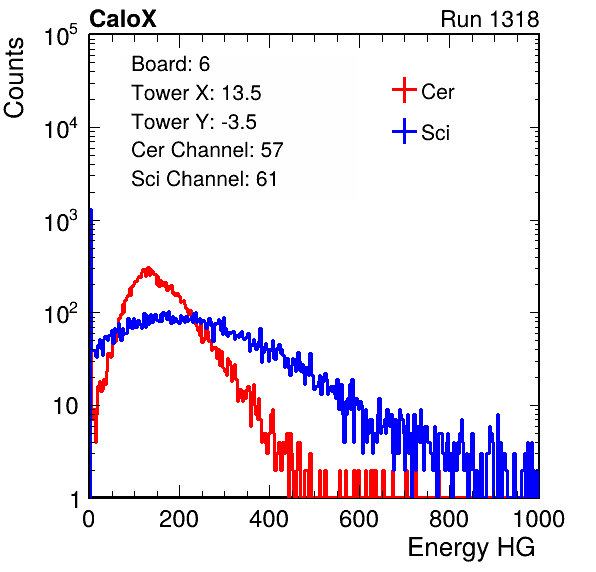 CaloX Run 1318
Counts
Board: 6
Tower X: 13.5
Tower Y: -3.5
Cer Channel: 57
Sci Channel: 61
Cer
Sci
10^5
10^4
10^3
10^2
10
1
0 200 400 600 800 1000
Energy HG